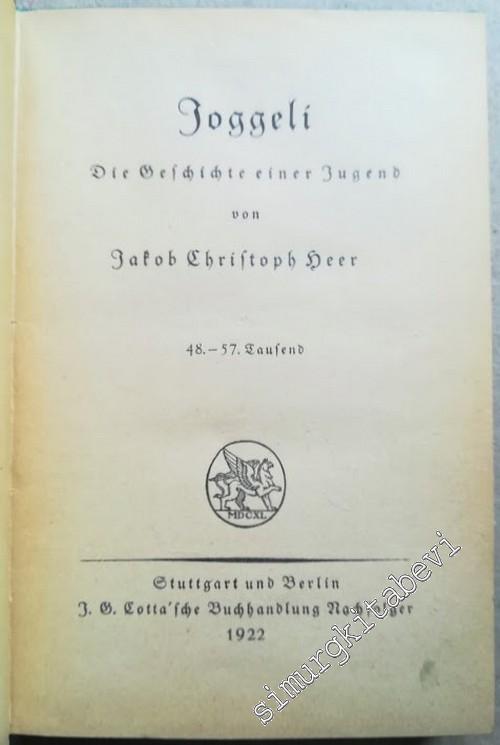 Joggeli
Die Geschichte einer Jugend
von
Jakob Christoph Heer
48.–57. Tausend
MDCXL
Stuttgart und Berlin
J. G. Cotta'sche Buchhandlung Nachfolger
1922
simurgkitabevi